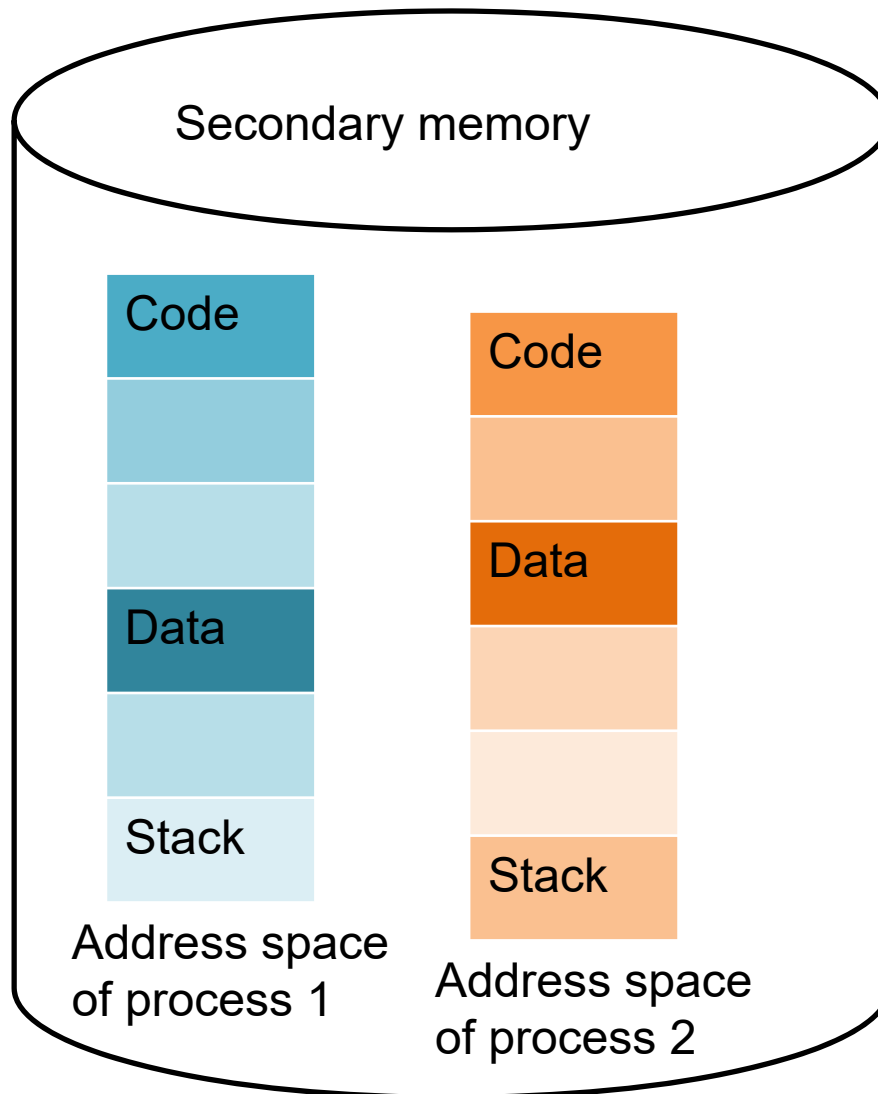 Secondary memory
Code
Data
Stack
Address space
of process 1
Code
Data
Stack
Address space
of process 2